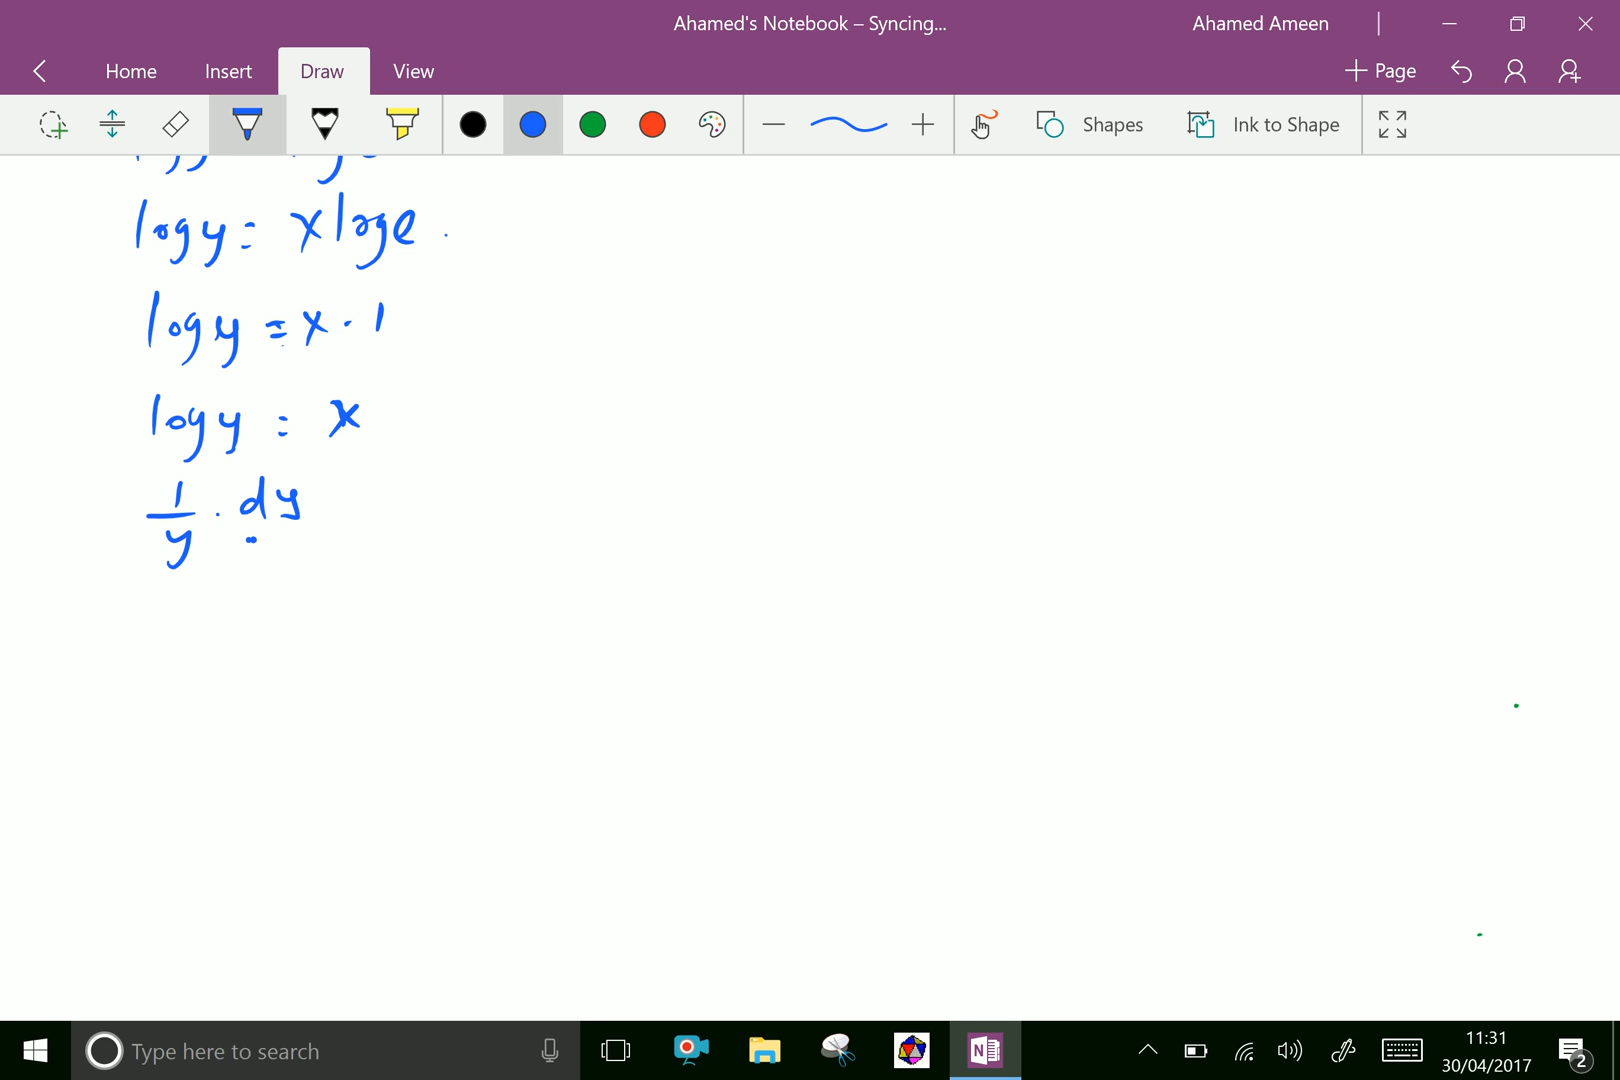 Ahamed's Notebook – Syncing...
Ahamed Ameen
Home Insert Draw View
Page
Shapes
Ink to Shape
log y = x log e .
log y = x · 1
log y = x
1/y . dy
Type here to search
N
11:31
30/04/2017
2